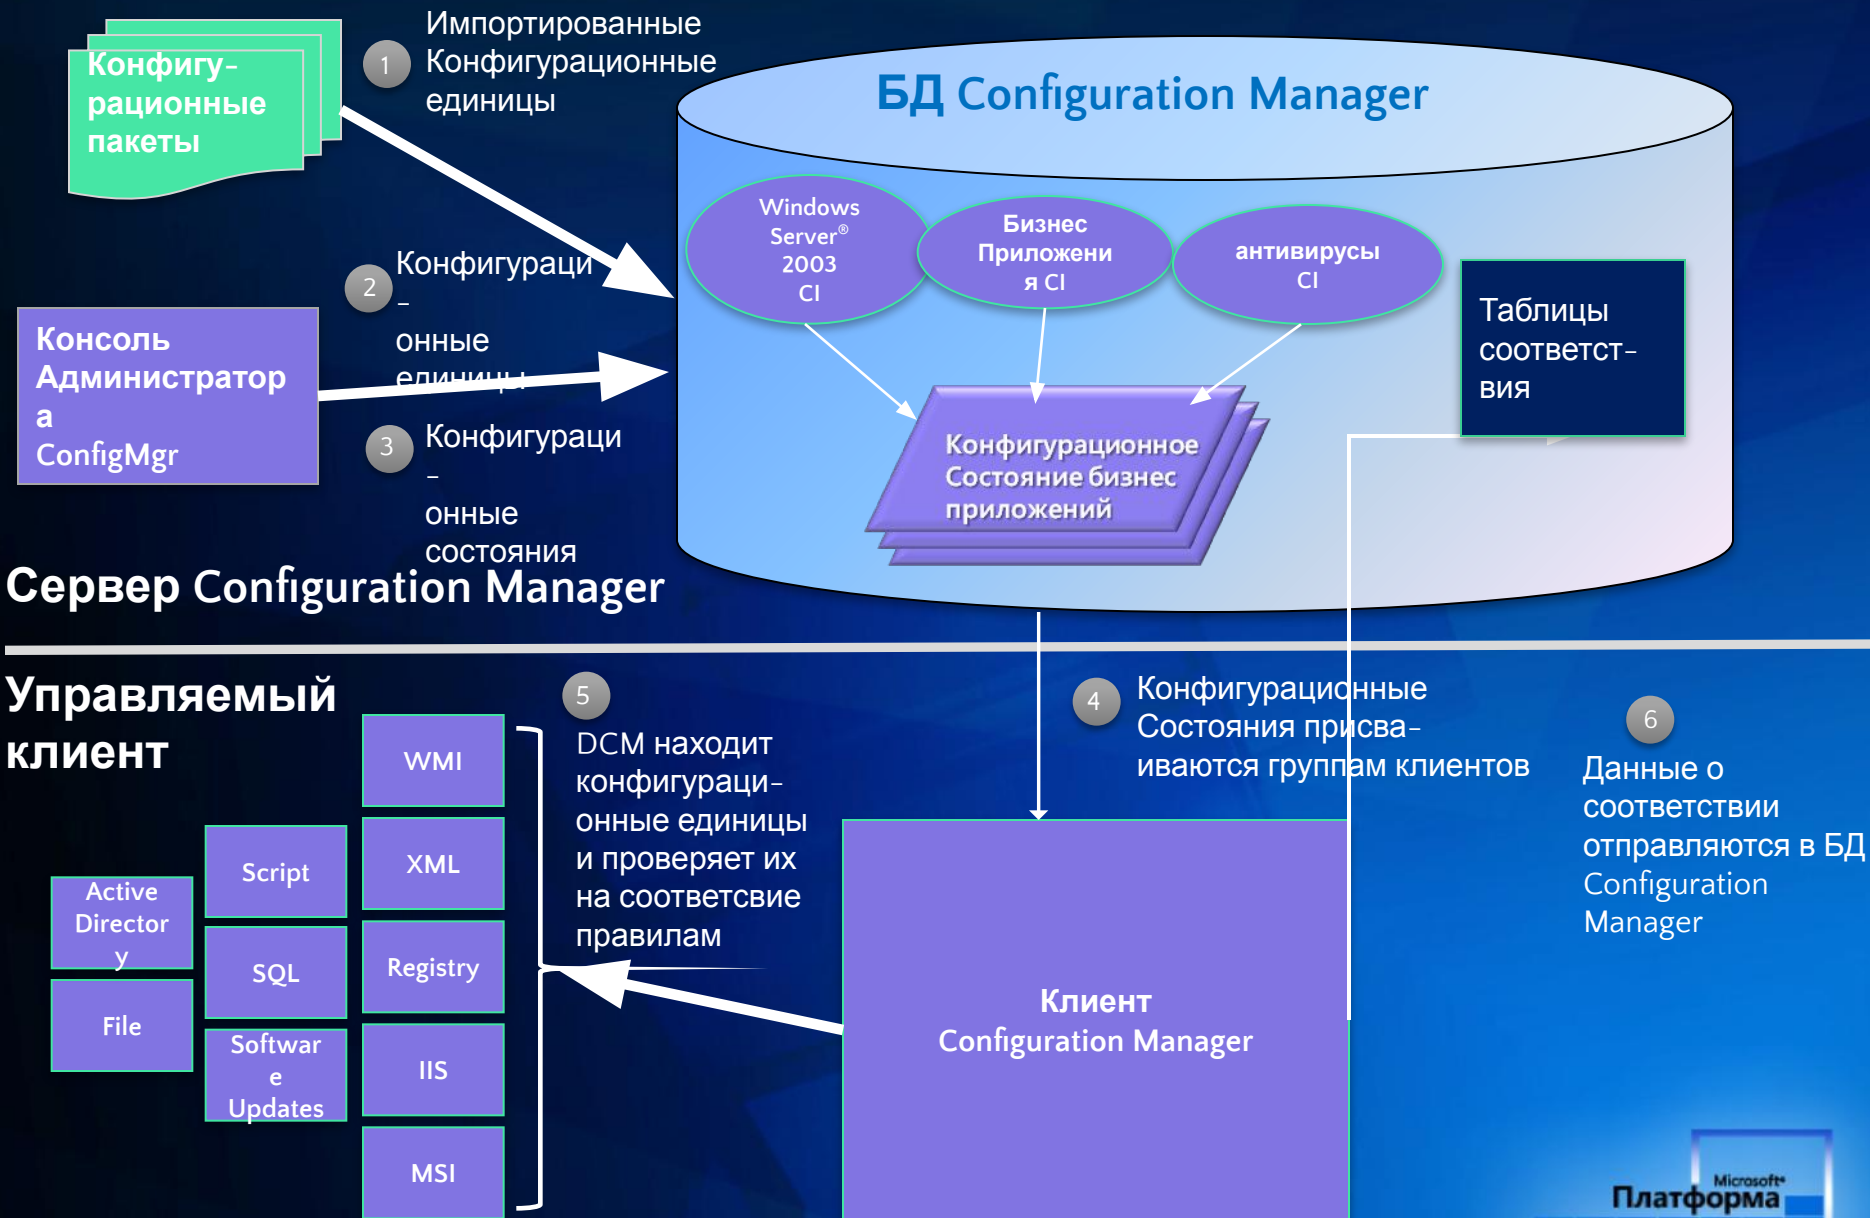 Конфигу-
рационные
пакеты
1
Импортированные
Конфигурационные
единицы
БД Configuration Manager
Windows
Server®
2003
CI
Бизнес
Приложени
я CI
антивирусы
CI
Таблицы
соответст-
вия
2
Конфигураци
-
онные
единицы
Консоль
Администратор
а
ConfigMgr
3
Конфигураци
-
онные
состояния
Конфигурационное
Состояние бизнес
приложений
Сервер Configuration Manager
Управляемый
клиент
5
DCM находит
конфигураци-
онные единицы
и проверяет их
на соответсвие
правилам
4
Конфигурационные
Состояния присва-
иваются группам клиентов
6
Данные о
соответствии
отправляются в БД
Configuration
Manager
WMI
XML
Registry
IIS
MSI
Script
SQL
Softwar
e
Updates
Active
Director
y
File
Клиент
Configuration Manager
Microsoft®
Платформа